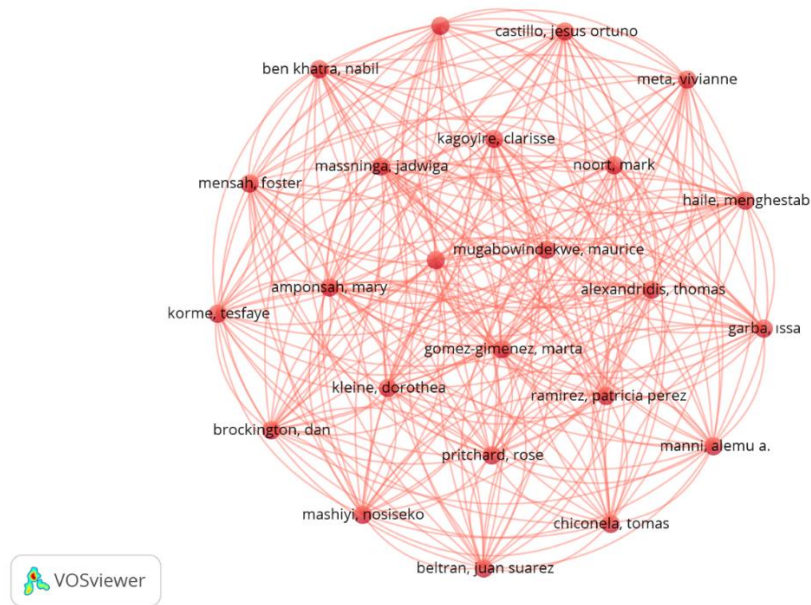 castillo, jesus ortuno
ben khatra, nabil
meta, vivianne
kagoyire, clarisse
massninga, jadwiga
noort, mark
mensah, foster
haile, menghestab
mugabowindekwe, maurice
amponsah, mary
alexandridis, thomas
korme, tesfaye
garba, ıssa
gomez-gimenez, marta
kleine, dorothea
ramirez, patricia perez
brockington, dan
manni, alemu a.
pritchard, rose
mashiyi, nosiseko
chiconela, tomas
beltran, juan suarez
VOSviewer